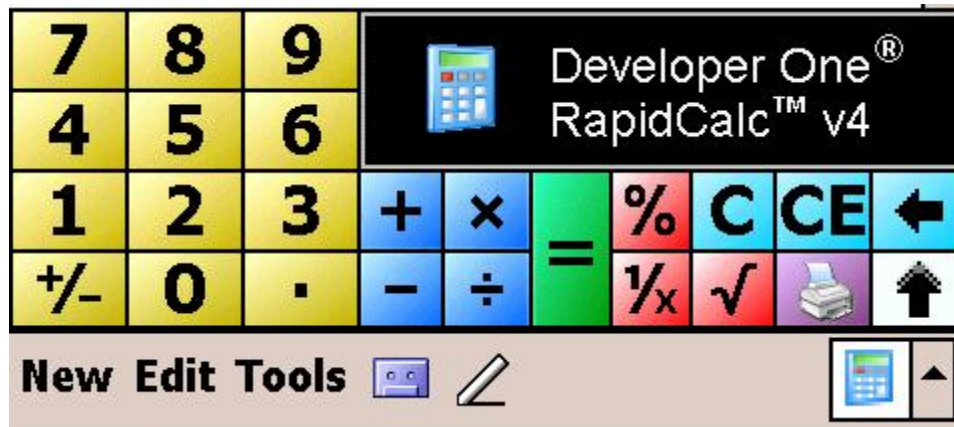 7 8 9
Developer One®
RapidCalc™ v4
4 5 6
1 2 3 + × = % C CE
+/- 0 . - ÷ 1/x √
New Edit Tools